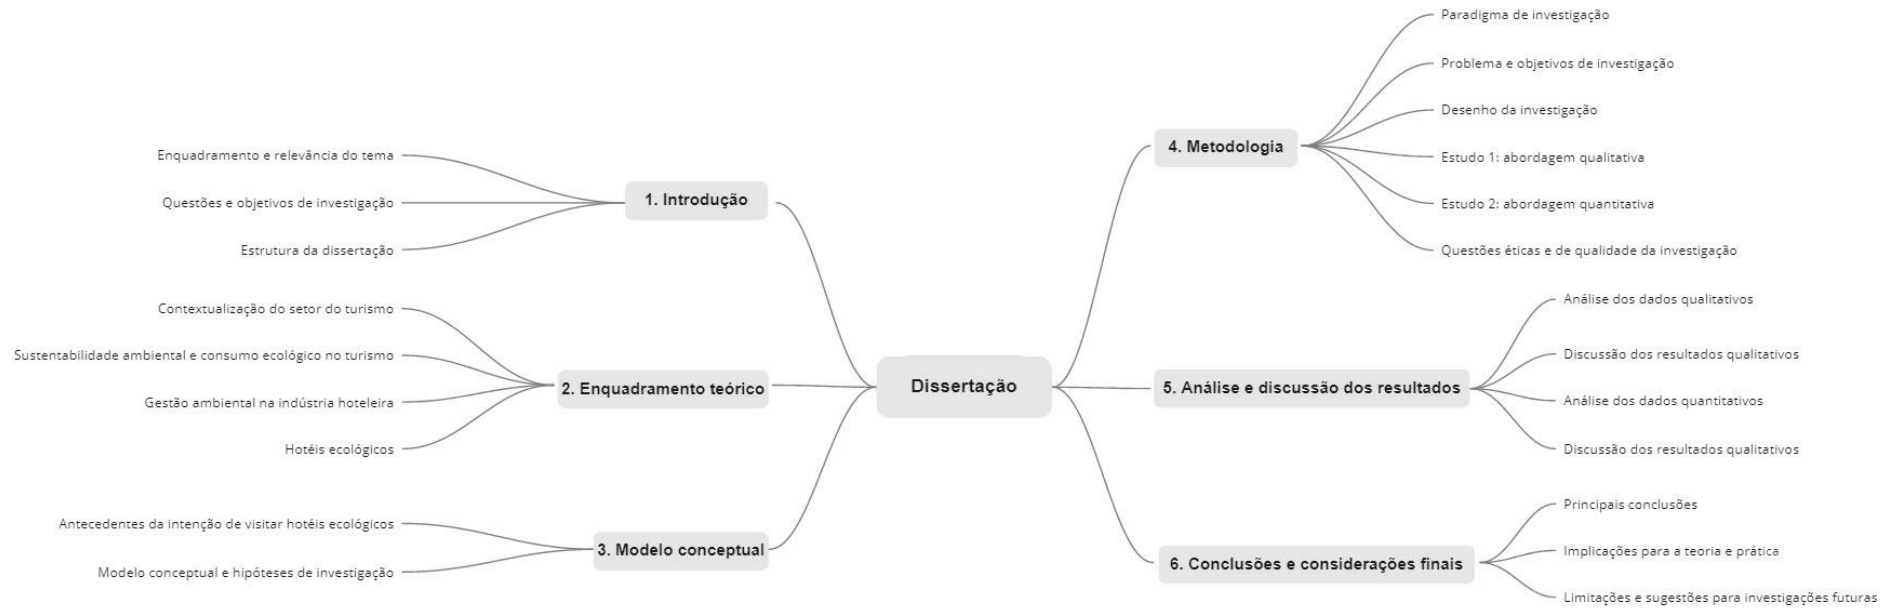 Dissertação
1. Introdução
Enquadramento e relevância do tema
Questões e objetivos de investigação
Estrutura da dissertação
2. Enquadramento teórico
Contextualização do setor do turismo
Sustentabilidade ambiental e consumo ecológico no turismo
Gestão ambiental na indústria hoteleira
Hotéis ecológicos
3. Modelo conceptual
Antecedentes da intenção de visitar hotéis ecológicos
Modelo conceptual e hipóteses de investigação
4. Metodologia
Paradigma de investigação
Problema e objetivos de investigação
Desenho da investigação
Estudo 1: abordagem qualitativa
Estudo 2: abordagem quantitativa
Questões éticas e de qualidade da investigação
5. Análise e discussão dos resultados
Análise dos dados qualitativos
Discussão dos resultados qualitativos
Análise dos dados quantitativos
Discussão dos resultados qualitativos
6. Conclusões e considerações finais
Principais conclusões
Implicações para a teoria e prática
Limitações e sugestões para investigações futuras